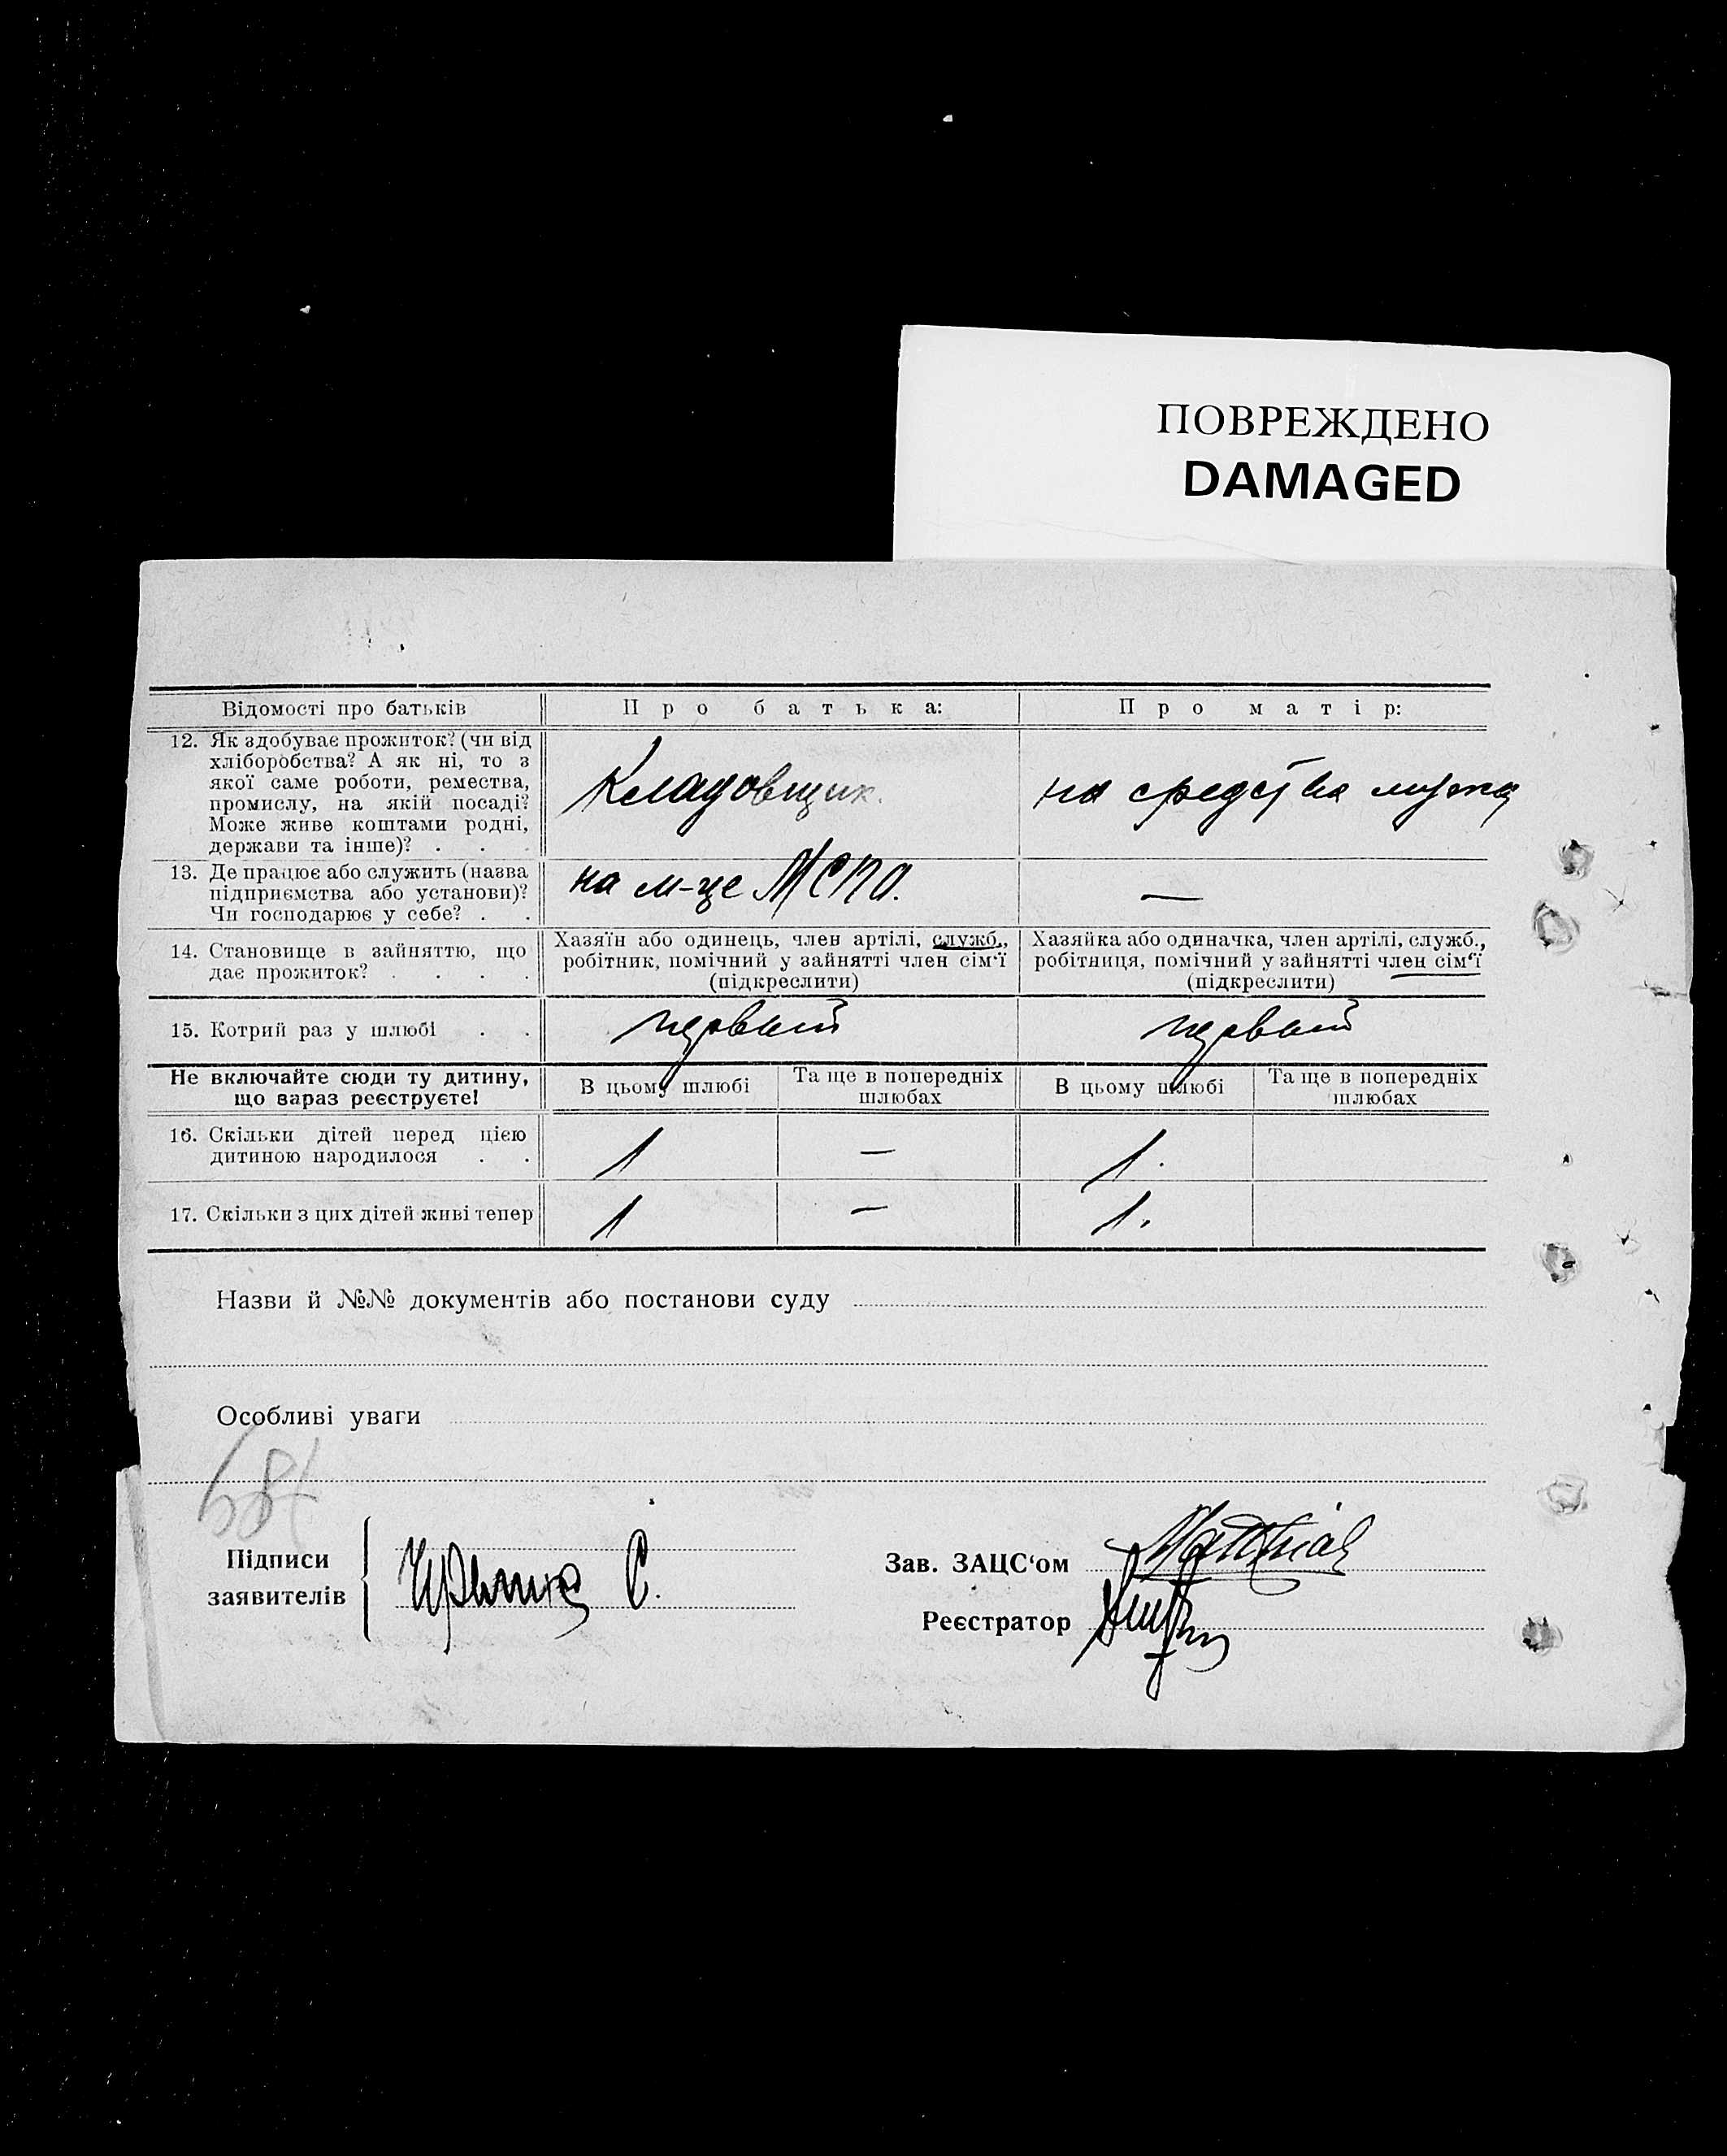 ПОВРЕЖДЕНО
DAMAGED
Відомості про батьків
Про батька:
Про матір:
12. Як здобуває прожиток? (чи від
хліборобства? А як ні, то з
якої саме роботи, ремества,
промислу, на якій посаді?
Може живе коштами родні,
держави та інше)? . . .
Кладовщик.
на средства мужа
13. Де працює або служить (назва
підприємства або установи)?
Чи господарює у себе? . .
на м-це МСПО.
—
14. Становище в зайняттю, що
дає прожиток? . . . .
Хазяїн або одинець, член артілі, служб.,
робітник, помічний у зайнятті член сім'ї
(підкреслити)
Хазяйка або одиначка, член артілі, служб.,
робітниця, помічний у зайнятті член сім'ї
(підкреслити)
15. Котрий раз у шлюбі . .
первый
первый
Не включайте сюди ту дитину,
що зараз реєструєте!
В цьому шлюбі
Та ще в попередніх
шлюбах
В цьому шлюбі
Та ще в попередніх
шлюбах
16. Скільки дітей перед цією
дитиною народилося . .
1
—
1.
17. Скільки з цих дітей живі тепер
1
—
1.
Назви й №№ документів або постанови суду
Особливі уваги
684
Підписи
заявителів
С.
Зав. ЗАЦС‘ом
Реєстратор